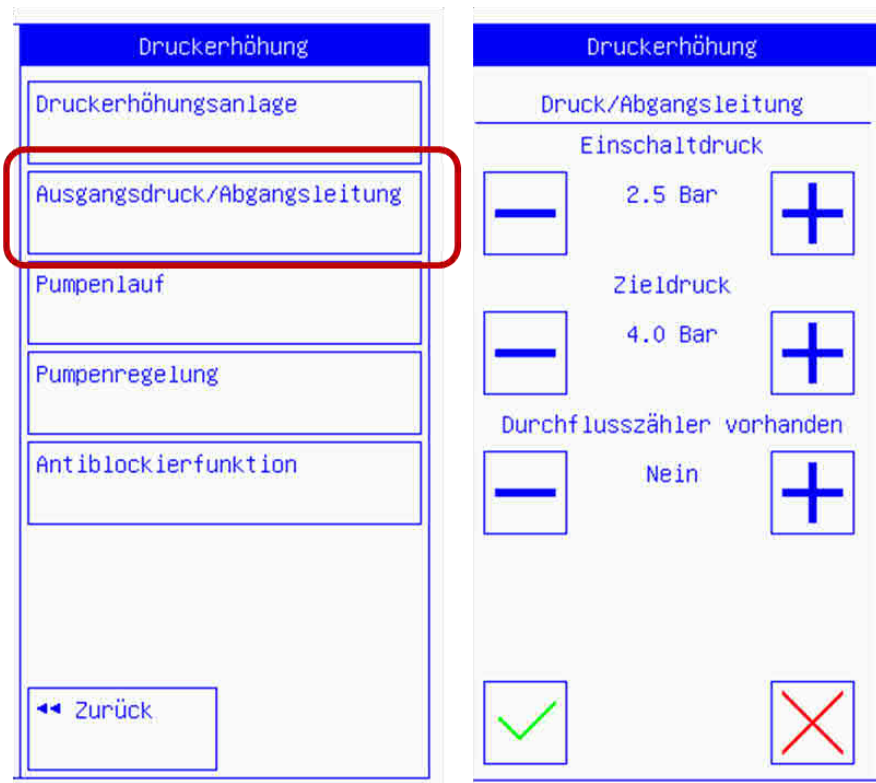 Druckerhöhung
Druckerhöhungsanlage
Ausgangsdruck/Abgangsleitung
Pumpenlauf
Pumpenregelung
Antiblockierfunktion
◄◄ Zurück
Druckerhöhung
Druck/Abgangsleitung
Einschaltdruck
2.5 Bar
Zieldruck
4.0 Bar
Durchflusszähler vorhanden
Nein